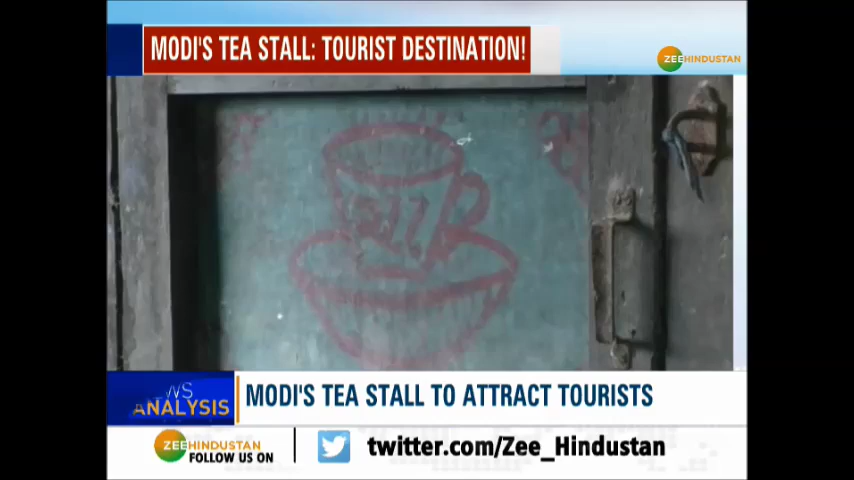 MODI'S TEA STALL: TOURIST DESTINATION!
ZEEHINDUSTAN
WS
ANALYSIS
MODI'S TEA STALL TO ATTRACT TOURISTS
ZEEHINDUSTAN
FOLLOW US ON
twitter.com/Zee_Hindustan